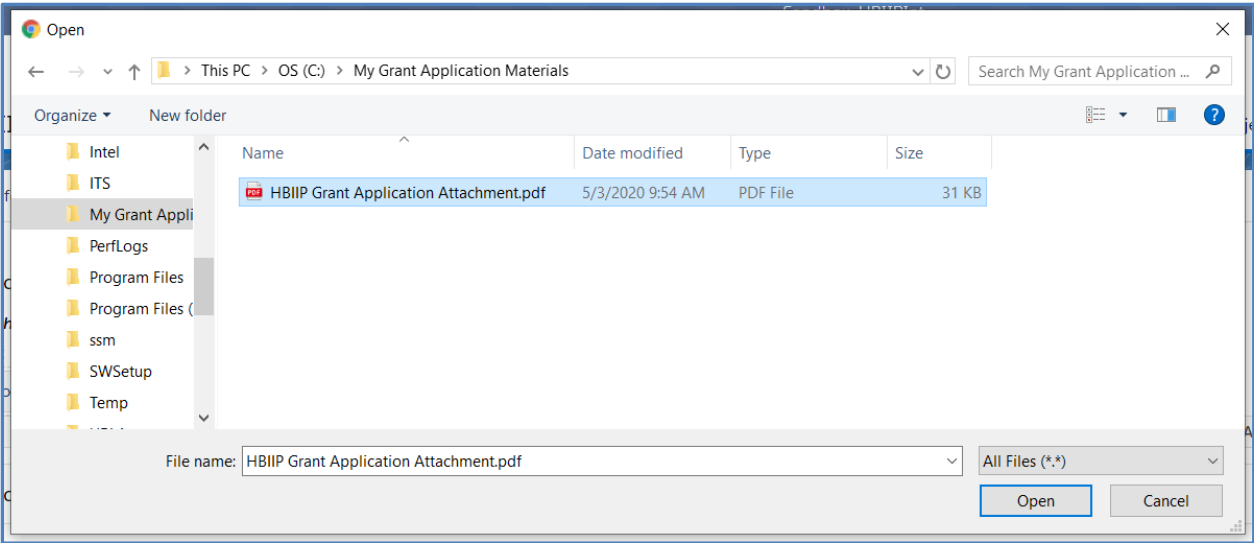 Open
This PC > OS (C:) > My Grant Application Materials
Search My Grant Application ...
Organize
New folder
Name
Date modified
Type
Size
Intel
ITS
My Grant Appli
PerfLogs
Program Files
Program Files (
ssm
SWSetup
Temp
HBIIP Grant Application Attachment.pdf 5/3/2020 9:54 AM PDF File 31 KB
File name: HBIIP Grant Application Attachment.pdf
All Files (*.*)
Open
Cancel